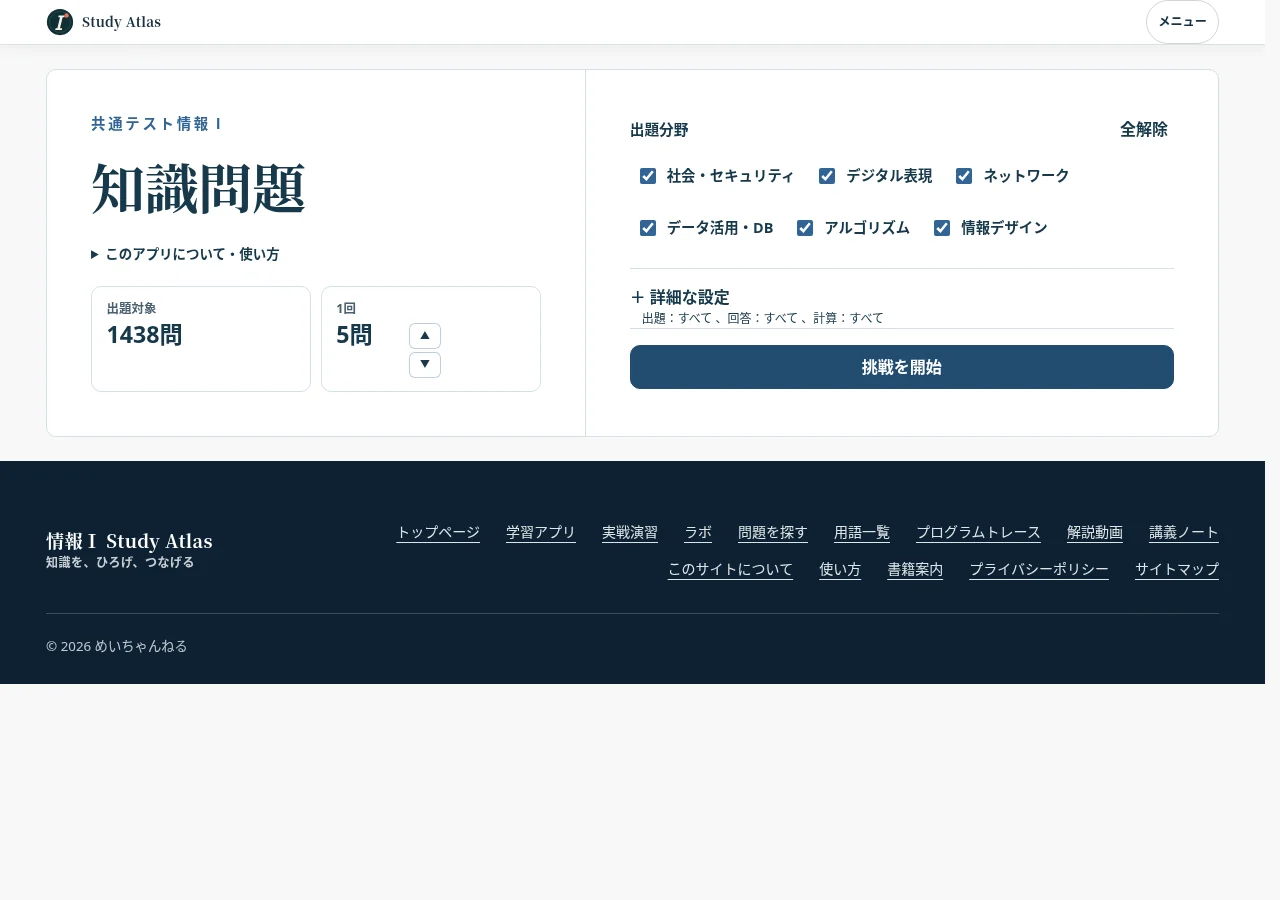 Study Atlas
メニュー
共通テスト情報Ⅰ
知識問題
▶ このアプリについて・使い方
出題対象
1438問
1回
5問
▲
▼
出題分野
全解除
社会・セキュリティ
デジタル表現
ネットワーク
データ活用・DB
アルゴリズム
情報デザイン
＋ 詳細な設定
出題：すべて 、回答：すべて 、計算：すべて
挑戦を開始
情報Ⅰ Study Atlas
知識を、ひろげ、つなげる
トップページ 学習アプリ 実戦演習 ラボ 問題を探す 用語一覧 プログラムトレース 解説動画 講義ノート
このサイトについて 使い方 書籍案内 プライバシーポリシー サイトマップ
© 2026 めいちゃんねる